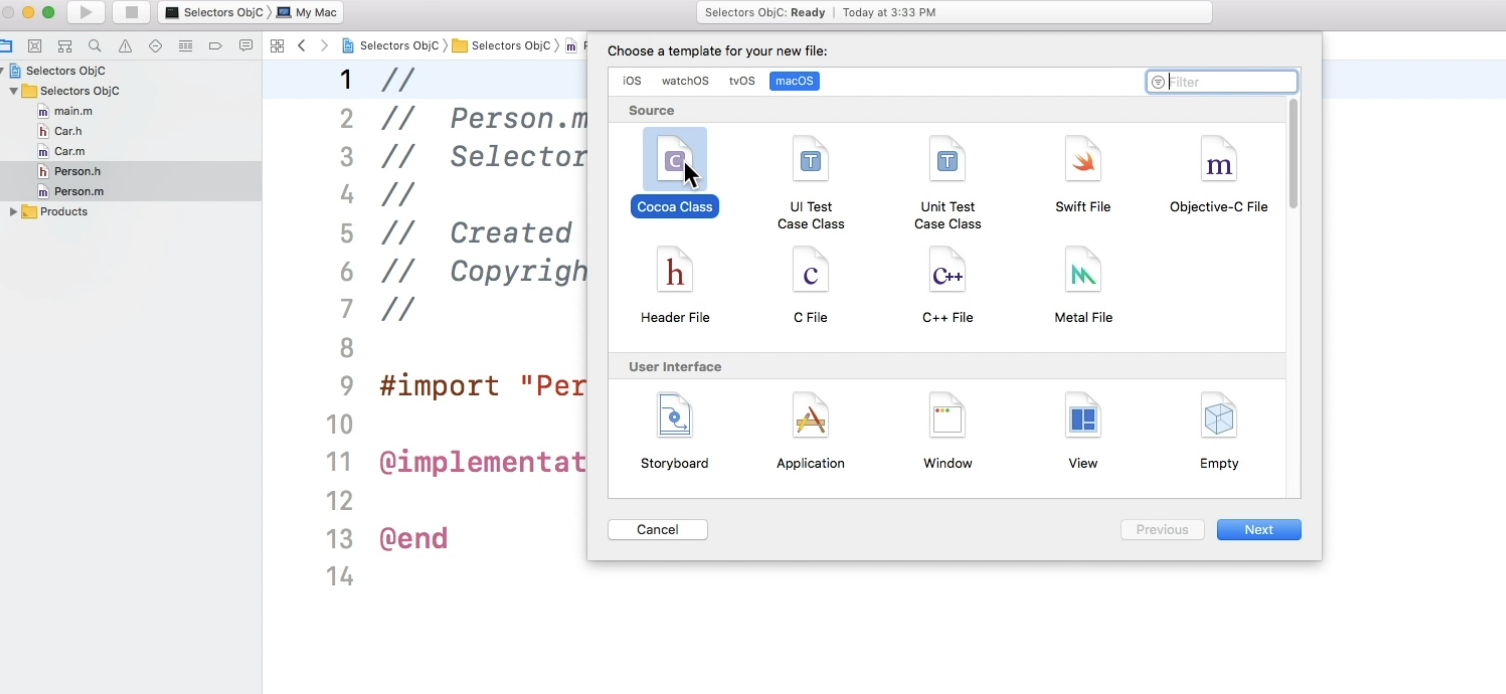 Selectors ObjC 〉 My Mac
Selectors ObjC: Ready | Today at 3:33 PM
Selectors ObjC 〉 Selectors ObjC 〉 m
Selectors ObjC
Selectors ObjC
m main.m
h Car.h
m Car.m
h Person.h
m Person.m
Products
1 //
2 // Person.m
3 // Selector
4 //
5 // Created
6 // Copyrigh
7 //
8
9 #import "Per
10
11 @implementat
12
13 @end
14
Choose a template for your new file:
iOS watchOS tvOS macOS
Filter
Source
C T T m
Cocoa Class UI Test Unit Test Swift File Objective-C File
Case Class Case Class
h C C++
Header File C File C++ File Metal File
User Interface
Storyboard Application Window View Empty
Cancel Previous Next